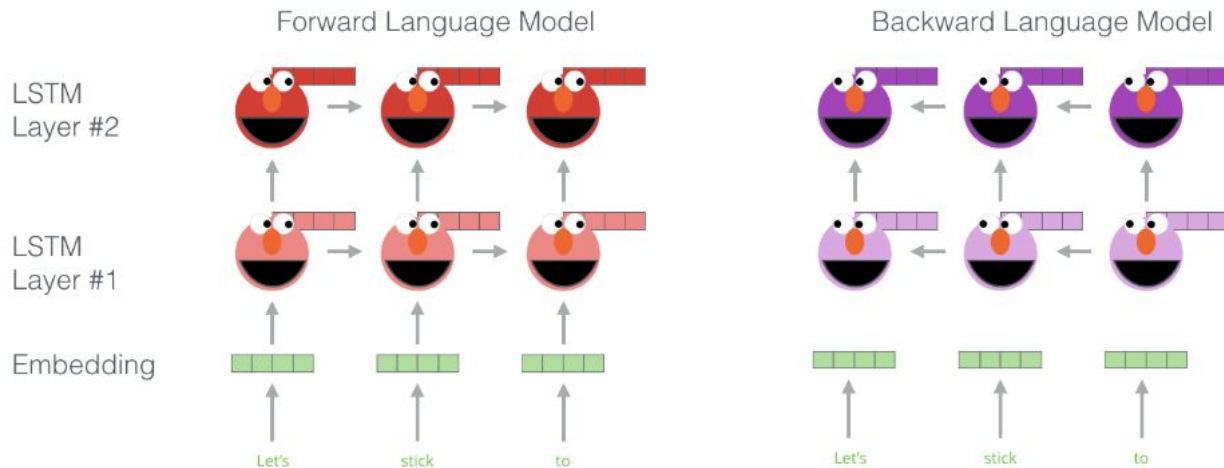 Forward Language Model
Backward Language Model
LSTM
Layer #2
LSTM
Layer #1
Embedding
Let's
stick
to
Let's
stick
to